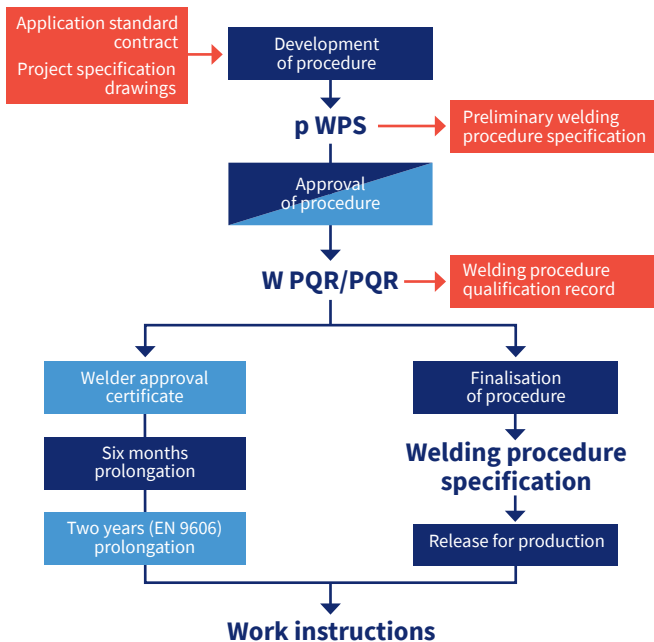 Application standard
contract
Project specification
drawings
Development
of procedure
p WPS
Preliminary welding
procedure specification
Approval
of procedure
W PQR/PQR
Welding procedure
qualification record
Welder approval
certificate
Six months
prolongation
Two years (EN 9606)
prolongation
Finalisation
of procedure
Welding procedure
specification
Release for production
Work instructions